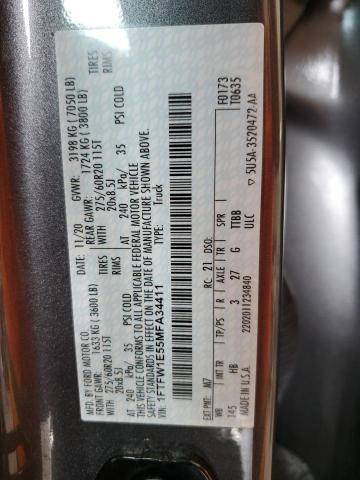 MFD. BY FORD MOTOR CO.
DATE: 11/20 GVWR: 3198 KG ( 7050 LB)
FRONT GAWR: 1633 KG ( 3600 LB) REAR GAWR: 1724 KG ( 3800 LB)
WITH 275/60R20 115T TIRES WITH 275/60R20 115T TIRES
20x8.5J RIMS 20x8.5J RIMS
AT 240 kPa/ 35 PSI COLD AT 240 kPa/ 35 PSI COLD
THIS VEHICLE CONFORMS TO ALL APPLICABLE FEDERAL MOTOR VEHICLE
SAFETY, BUMPER, AND THEFT PREVENTION STANDARDS IN EFFECT
ON THE DATE OF MANUFACTURE SHOWN ABOVE.
VIN: 1FTFW1E55MFA34411 TYPE: Truck
F0173
T0635
EXT PNT: M7 RC: 21 DSO:
WB INT TR TP/PS R AXLE TR SPR
145 HB 3 27 G TTBB
2202011234840 ULC
5U5A-3520472-AA